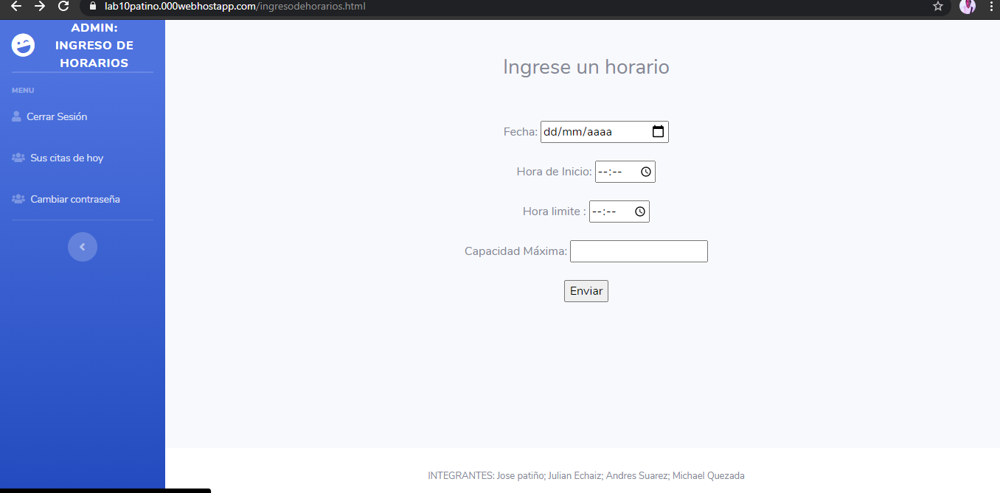 lab10patino.000webhostapp.com/ingresodehorarios.html
ADMIN:
INGRESO DE
HORARIOS
MENU
Cerrar Sesión
Sus citas de hoy
Cambiar contraseña
Ingrese un horario
Fecha: dd/mm/aaaa
Hora de Inicio: --:--
Hora limite : --:--
Capacidad Máxima:
Enviar
INTEGRANTES: Jose patiño; Julian Echaiz; Andres Suarez; Michael Quezada